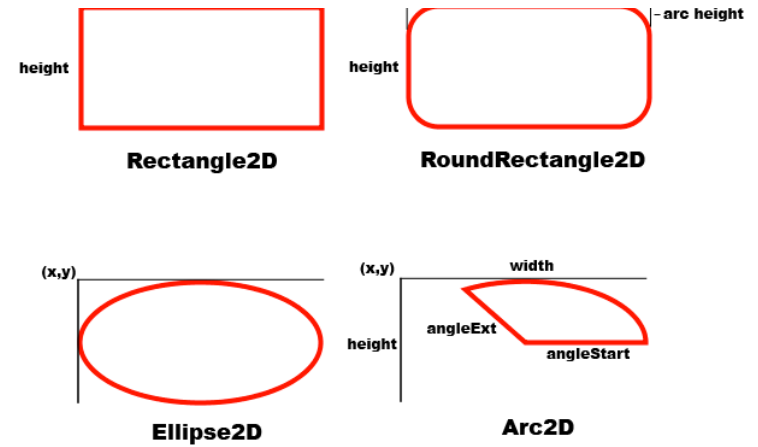 arc height
height
height
Rectangle2D
RoundRectangle2D
(x,y)
(x,y)
width
angleExt
height
angleStart
Ellipse2D
Arc2D